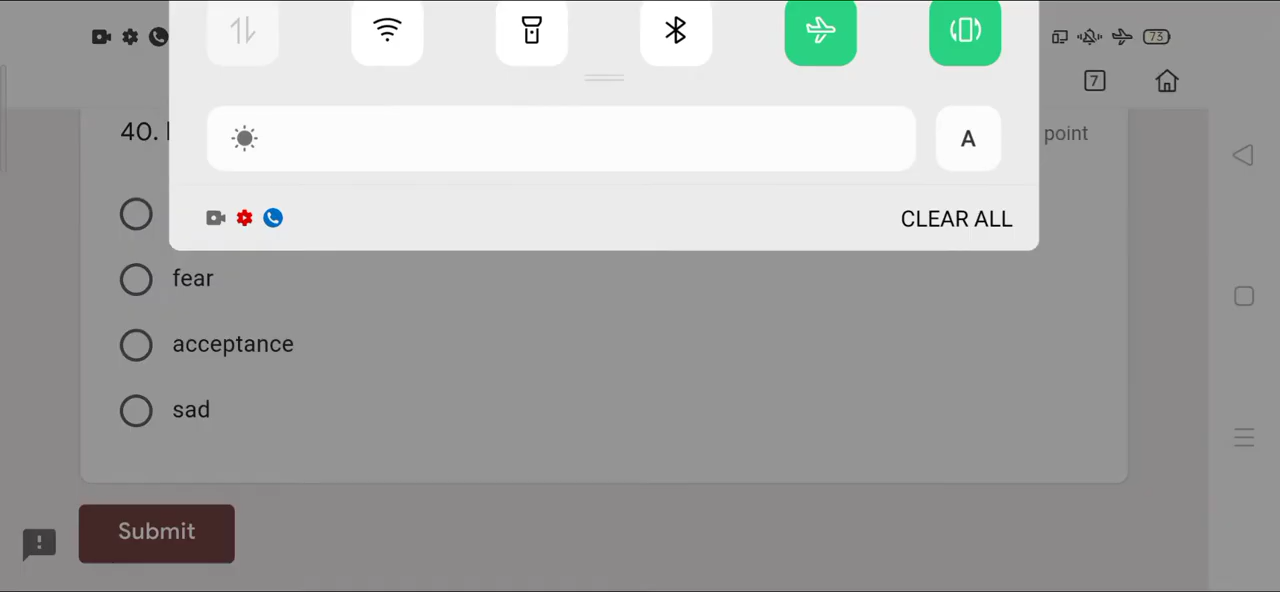 73
7
40.
point
A
CLEAR ALL
fear
acceptance
sad
Submit